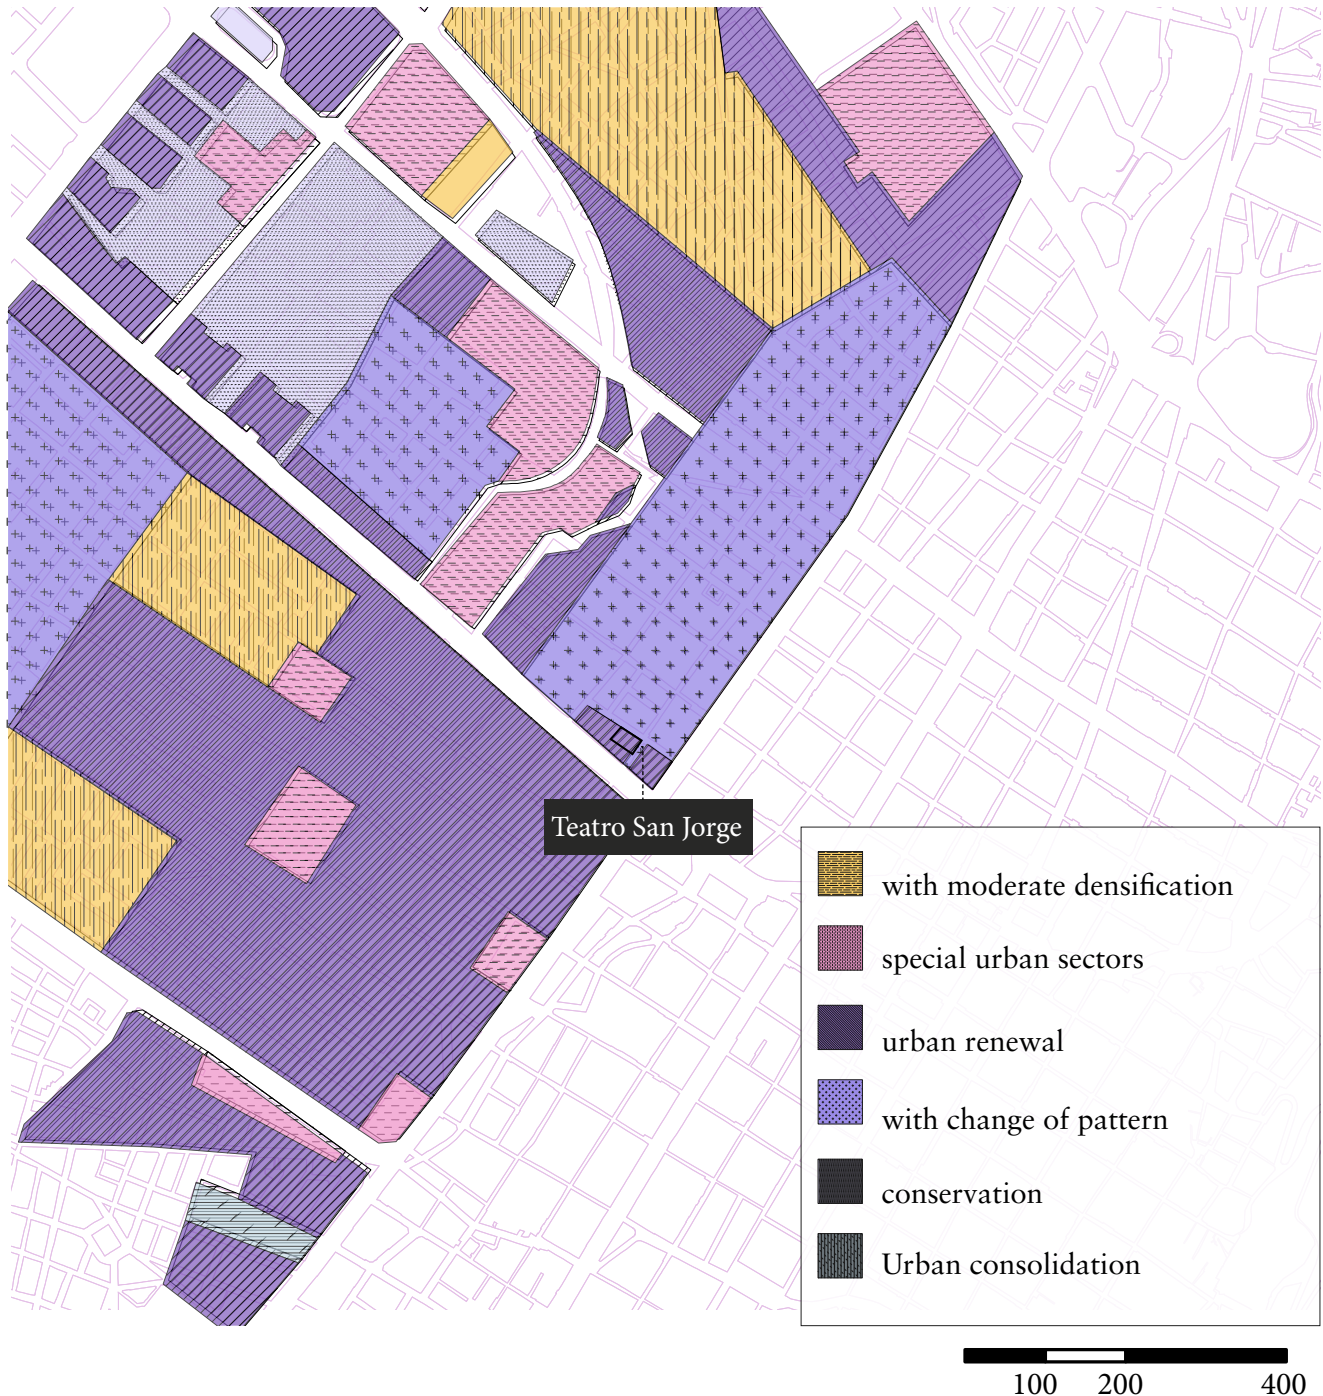 Teatro San Jorge
with moderate densification
special urban sectors
urban renewal
with change of pattern
conservation
Urban consolidation
100 200 400